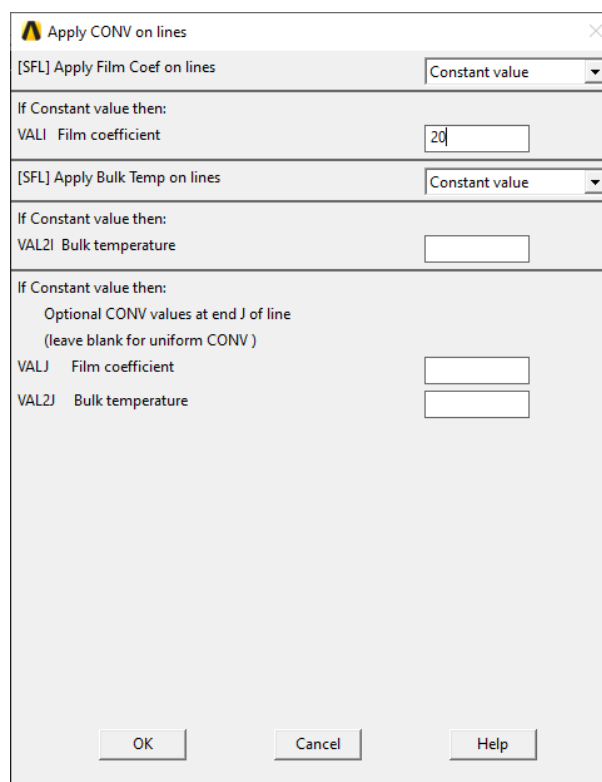 Apply CONV on lines
[SFL] Apply Film Coef on lines Constant value
If Constant value then:
VALI Film coefficient 20
[SFL] Apply Bulk Temp on lines Constant value
If Constant value then:
VAL2I Bulk temperature
If Constant value then:
Optional CONV values at end J of line
(leave blank for uniform CONV )
VALJ Film coefficient
VAL2J Bulk temperature
OK Cancel Help